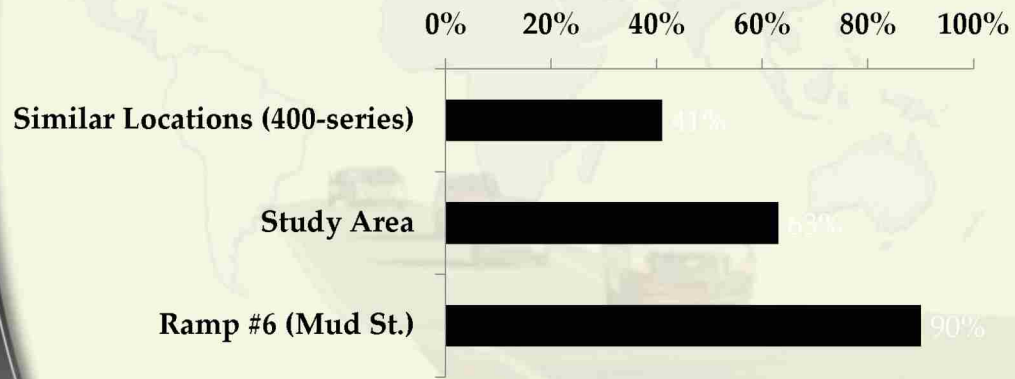 0% 20% 40% 60% 80% 100%
Similar Locations (400-series) 41%
Study Area 63%
Ramp #6 (Mud St.) 90%